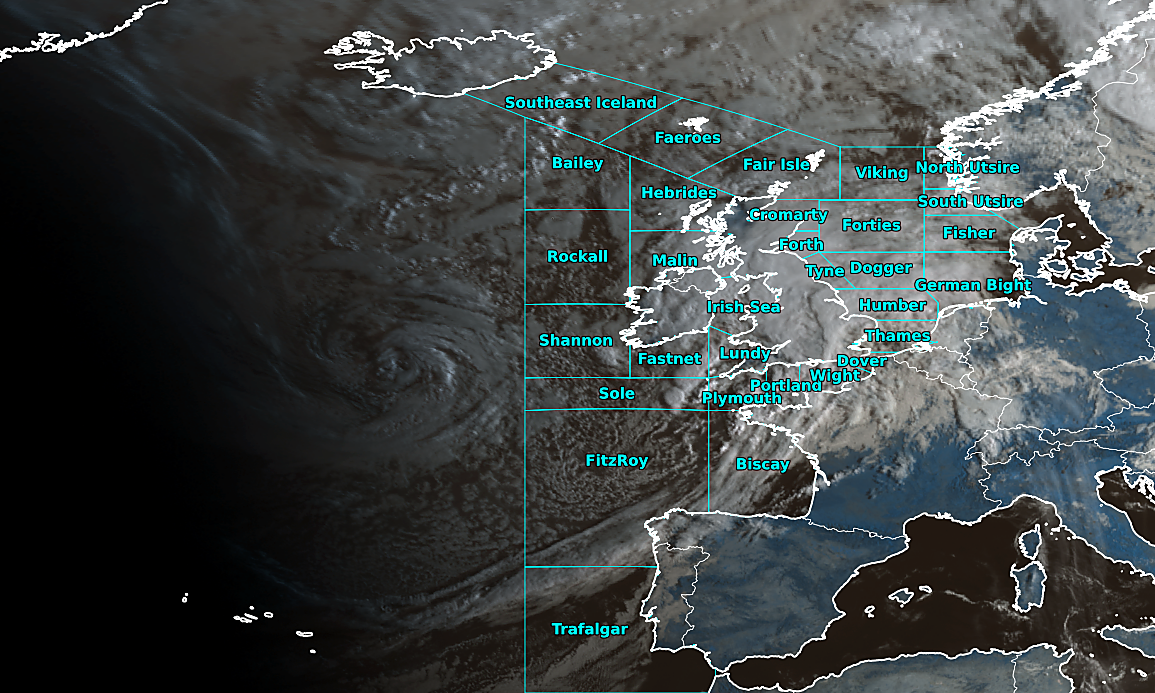 Southeast Iceland
Faeroes
Bailey
Fair Isle
North Utsire
Viking
Hebrides
South Utsire
Cromarty
Forties
Fisher
Forth
Rockall
Malin
Tyne
Dogger
German Bight
Irish Sea
Humber
Thames
Shannon
Fastnet
Lundy
Dover
Wight
Portland
Sole
Plymouth
FitzRoy
Biscay
Trafalgar